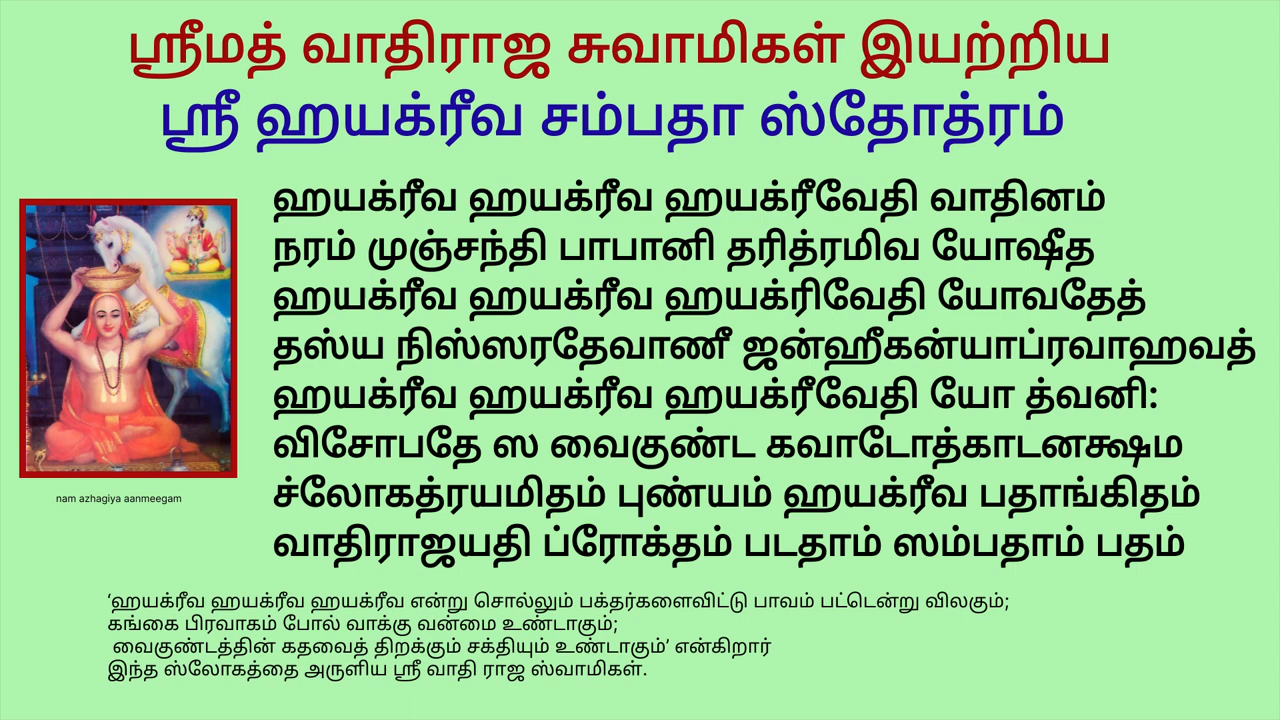 ஸ்ரீமத் வாதிராஜ சுவாமிகள் இயற்றிய
ஸ்ரீ ஹயக்ரீவ சம்பதா ஸ்தோத்ரம்
ஹயக்ரீவ ஹயக்ரீவ ஹயக்ரீவேதி வாதினம்
நரம் முஞ்சந்தி பாபானி தரித்ரமிவ யோஷீத
ஹயக்ரீவ ஹயக்ரீவ ஹயக்ரிவேதி யோவதேத்
தஸ்ய நிஸ்ஸரதேவாணீ ஜன்ஹீகன்யாப்ரவாஹவத்
ஹயக்ரீவ ஹயக்ரீவ ஹயக்ரீவேதி யோ த்வனி:
விசோபதே ஸ வைகுண்ட கவாடோத்காடனக்ஷம
ச்லோகத்ரயமிதம் புண்யம் ஹயக்ரீவ பதாங்கிதம்
வாதிராஜயதி ப்ரோக்தம் படதாம் ஸம்பதாம் பதம்
nam azhagiya aanmeegam
‘ஹயக்ரீவ ஹயக்ரீவ ஹயக்ரீவ என்று சொல்லும் பக்தர்களைவிட்டு பாவம் பட்டென்று விலகும்;
கங்கை பிரவாகம் போல் வாக்கு வன்மை உண்டாகும்;
வைகுண்டத்தின் கதவைத் திறக்கும் சக்தியும் உண்டாகும்’ என்கிறார்
இந்த ஸ்லோகத்தை அருளிய ஸ்ரீ வாதி ராஜ ஸ்வாமிகள்.